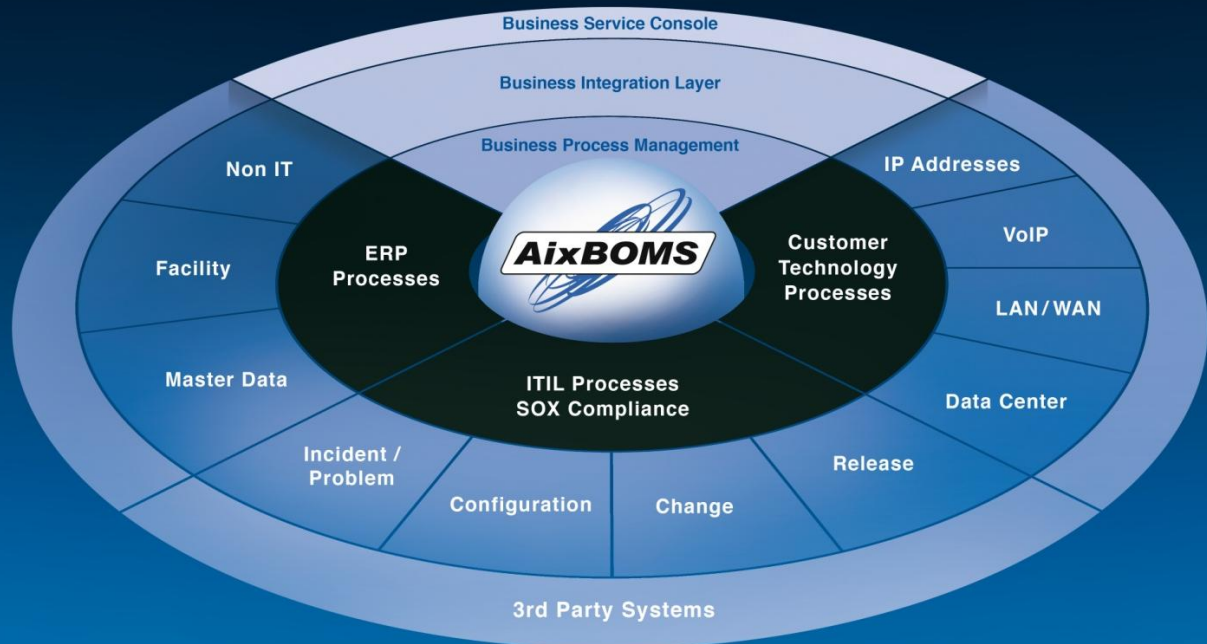 Business Service Console
Business Integration Layer
Business Process Management
Non IT
Facility
Master Data
ERP
Processes
AixBOMS
Customer
Technology
Processes
IP Addresses
VoIP
LAN/WAN
Data Center
ITIL Processes
SOX Compliance
Incident /
Problem
Configuration
Change
Release
3rd Party Systems